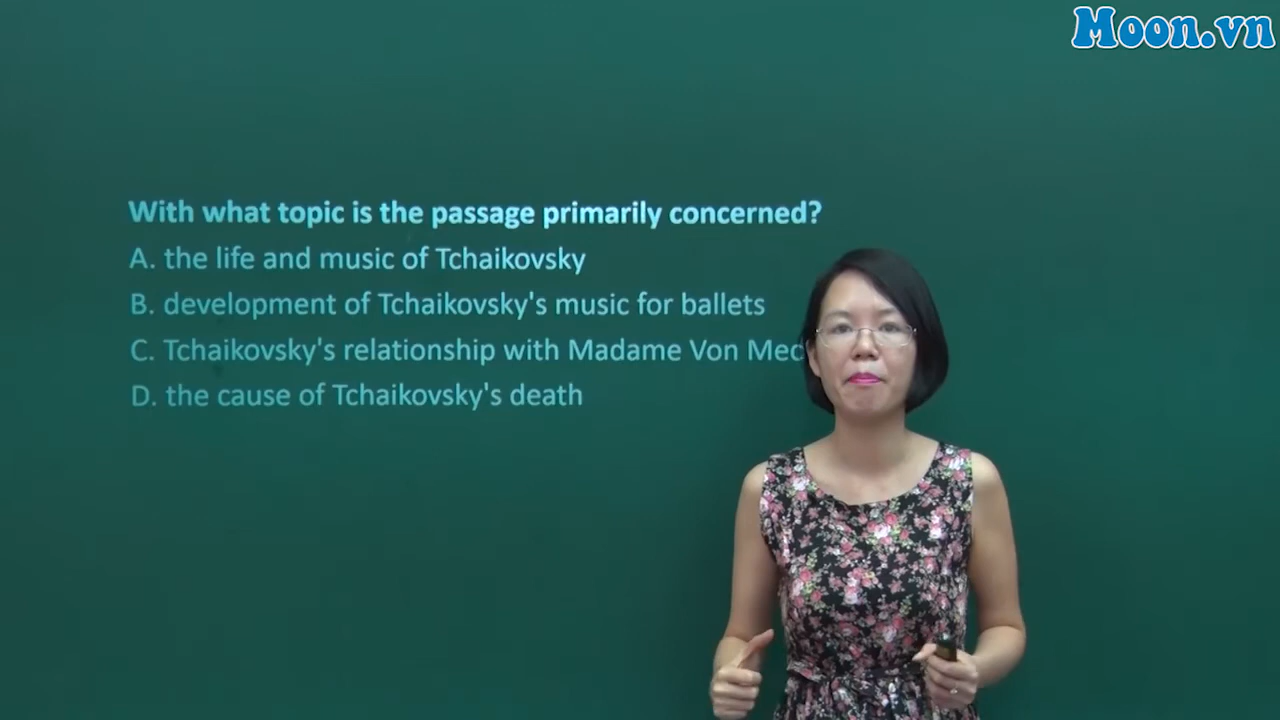 Moon.vn
With what topic is the passage primarily concerned?
A. the life and music of Tchaikovsky
B. development of Tchaikovsky's music for ballets
C. Tchaikovsky's relationship with Madame Von
D. the cause of Tchaikovsky's death